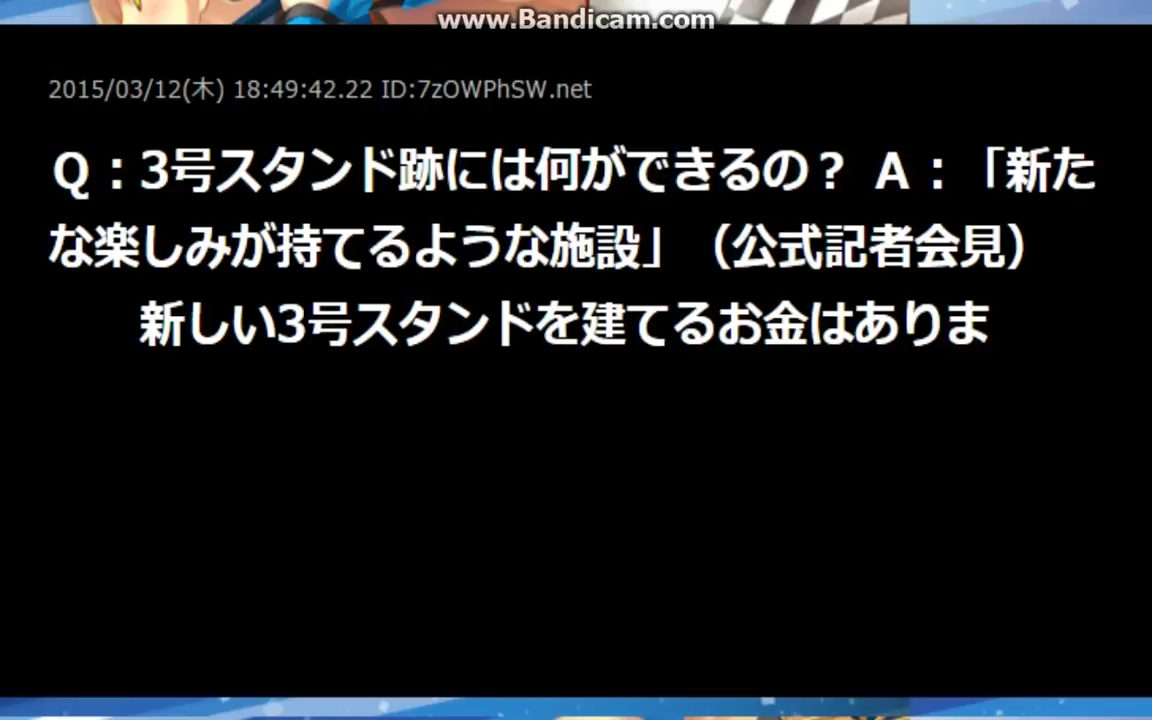 www.Bandicam.com
2015/03/12(木) 18:49:42.22 ID:7zOWPhSW.net
Ｑ：3号スタンド跡には何ができるの？ Ａ：「新た
な楽しみが持てるような施設」（公式記者会見）
新しい3号スタンドを建てるお金はありま